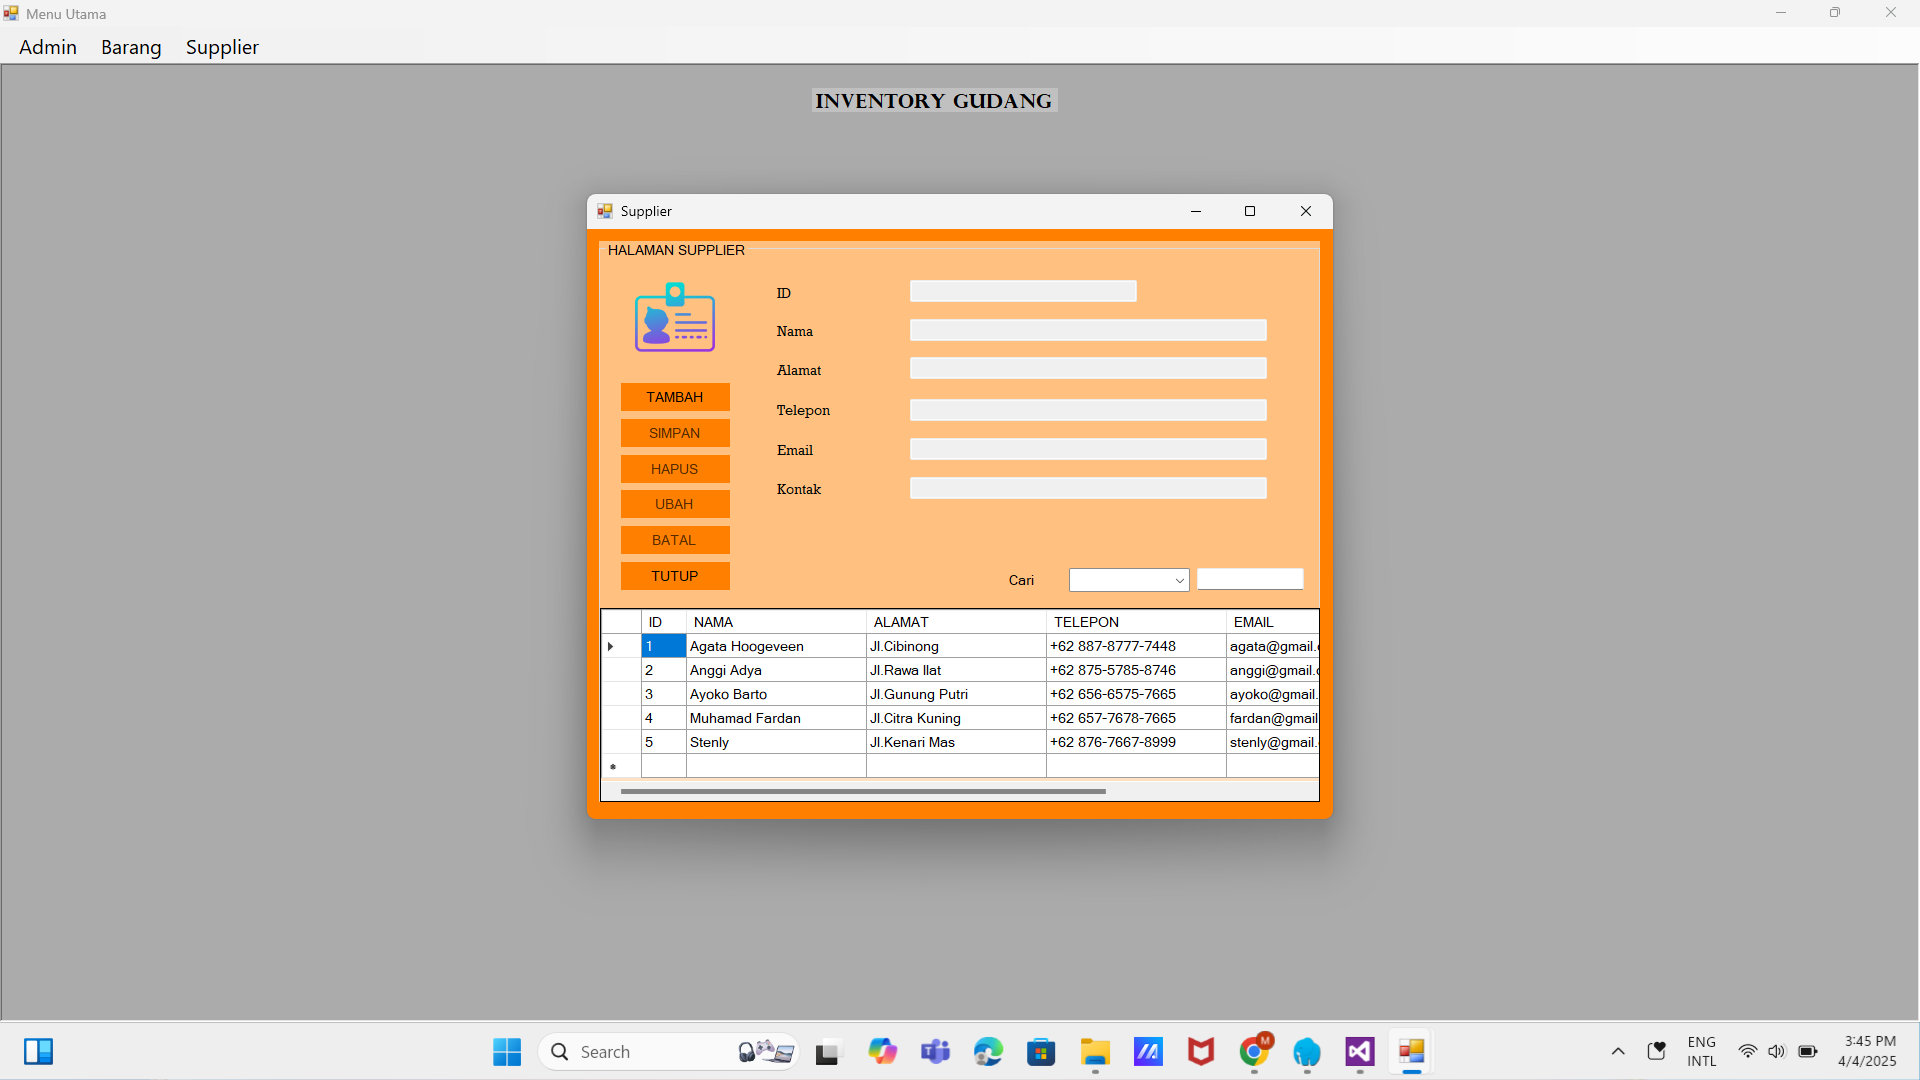 Menu Utama
Admin Barang Supplier
INVENTORY GUDANG
Supplier
HALAMAN SUPPLIER
ID
Nama
Alamat
Telepon
Email
Kontak
TAMBAH
SIMPAN
HAPUS
UBAH
BATAL
TUTUP
Cari
ID NAMA ALAMAT TELEPON EMAIL
1 Agata Hoogeveen Jl.Cibinong +62 887-8777-7448 agata@gmail.
2 Anggi Adya Jl.Rawa Ilat +62 875-5785-8746 anggi@gmail.
3 Ayoko Barto Jl.Gunung Putri +62 656-6575-7665 ayoko@gmail.
4 Muhamad Fardan Jl.Citra Kuning +62 657-7678-7665 fardan@gmail
5 Stenly Jl.Kenari Mas +62 876-7667-8999 stenly@gmail.
Search
M
ENG
INTL
3:45 PM
4/4/2025